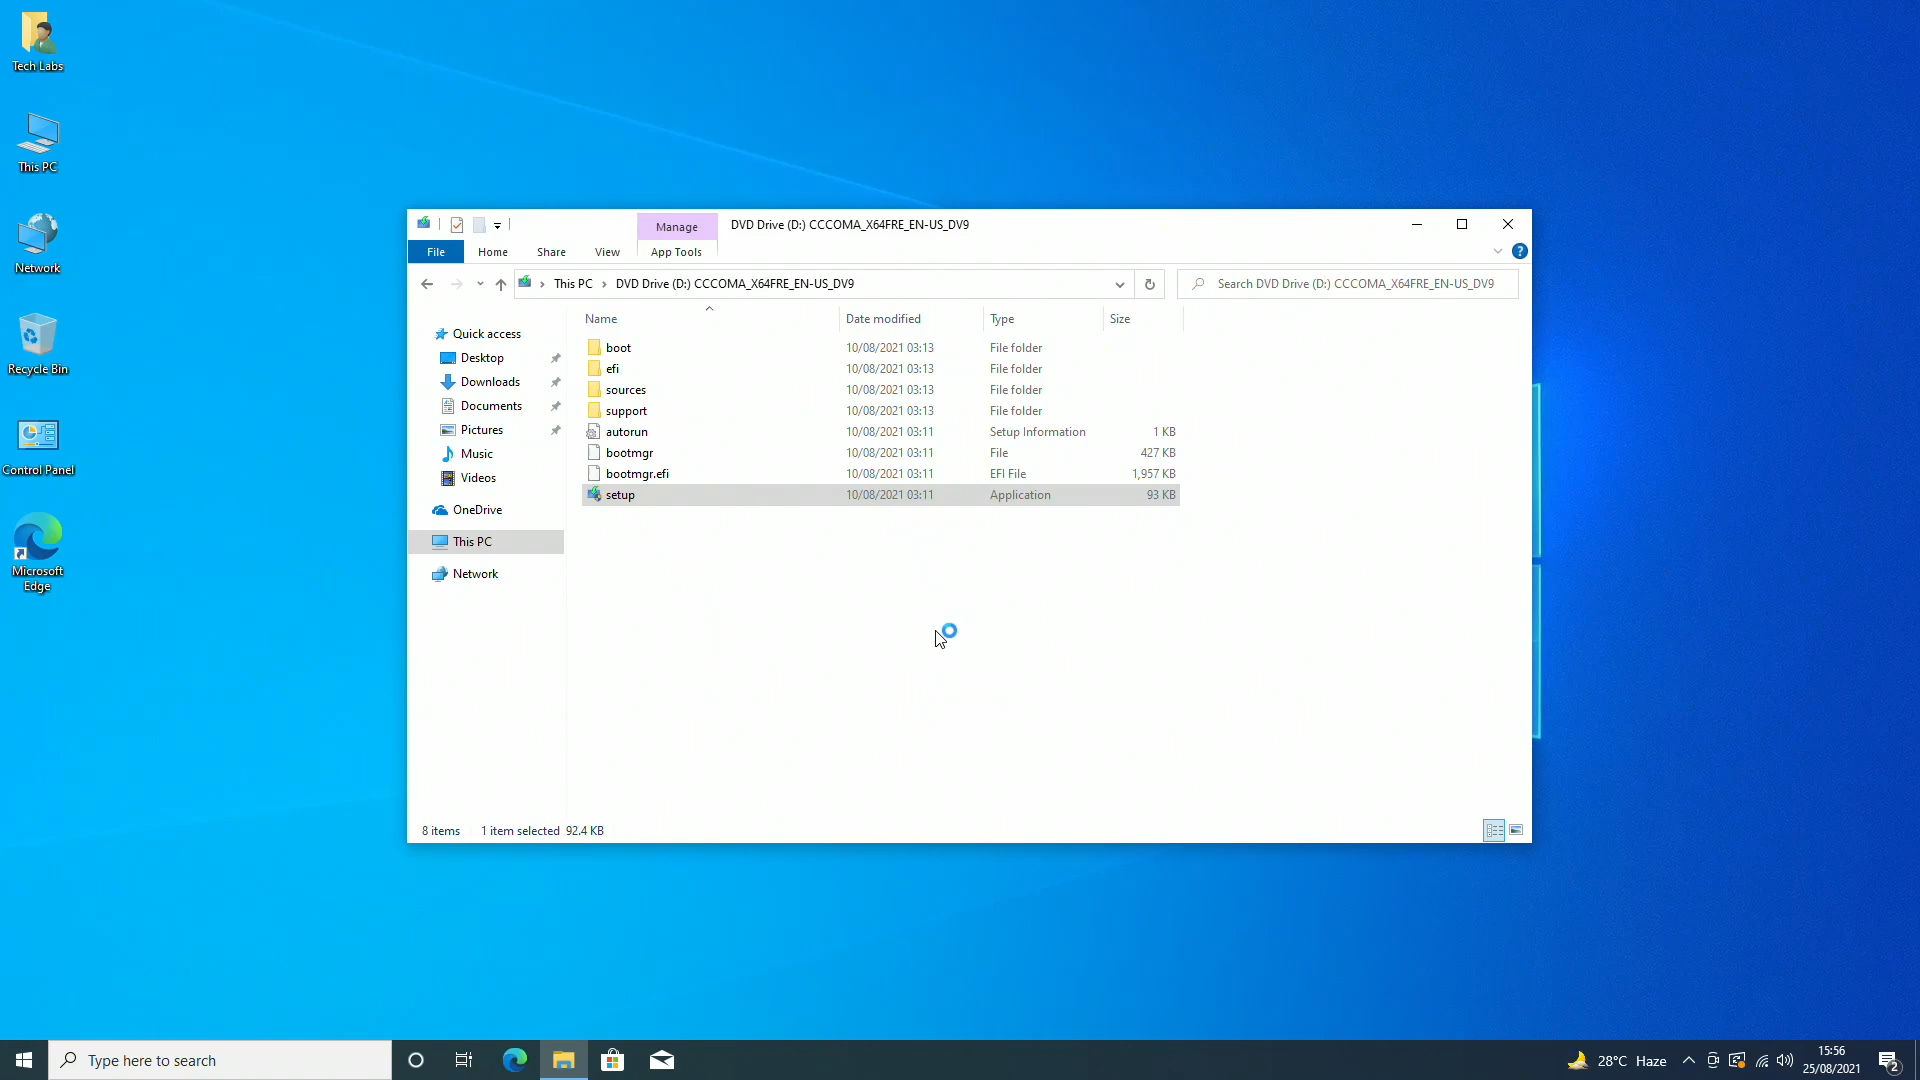 Tech Labs
This PC
Network
Recycle Bin
Control Panel
Microsoft
Edge
Manage
DVD Drive (D:) CCCOMA_X64FRE_EN-US_DV9
File
Home
Share
View
App Tools
This PC
DVD Drive (D:) CCCOMA_X64FRE_EN-US_DV9
Search DVD Drive (D:) CCCOMA_X64FRE_EN-US_DV9
Quick access
Desktop
Downloads
Documents
Pictures
Music
Videos
OneDrive
This PC
Network
Name Date modified Type Size
boot 10/08/2021 03:13 File folder
efi 10/08/2021 03:13 File folder
sources 10/08/2021 03:13 File folder
support 10/08/2021 03:13 File folder
autorun 10/08/2021 03:11 Setup Information 1 KB
bootmgr 10/08/2021 03:11 File 427 KB
bootmgr.efi 10/08/2021 03:11 EFI File 1,957 KB
setup 10/08/2021 03:11 Application 93 KB
8 items 1 item selected 92.4 KB
Type here to search
28°C Haze
15:56
25/08/2021
2